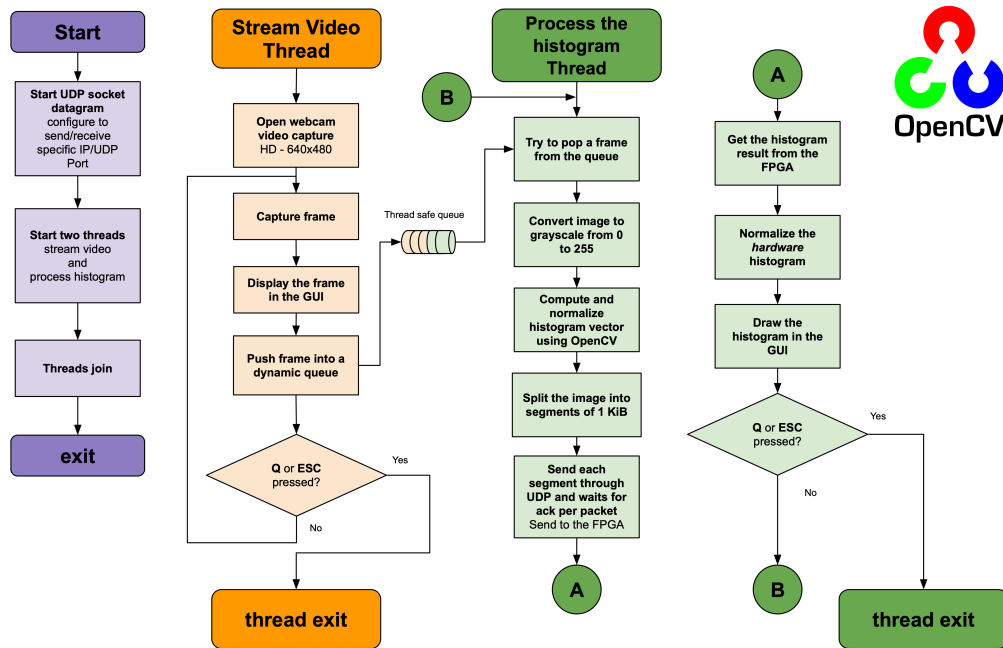 Start
Start UDP socket
datagram
configure to
send/receive
specific IP/UDP
Port
Start two threads
stream video
and
process histogram
Threads join
exit
Stream Video
Thread
Open webcam
video capture
HD - 640x480
Capture frame
Display the frame
in the GUI
Push frame into a
dynamic queue
Q or ESC
pressed?
Yes
No
thread exit
Thread safe queue
Process the
histogram
Thread
B
Try to pop a frame
from the queue
Convert image to
grayscale from 0
to 255
Compute and
normalize
histogram vector
using OpenCV
Split the image into
segments of 1 KiB
Send each
segment through
UDP and waits for
ack per packet
Send to the FPGA
A
A
Get the histogram
result from the
FPGA
Normalize the
hardware
histogram
Draw the
histogram in the
GUI
Q or ESC
pressed?
Yes
No
B
thread exit
OpenCV